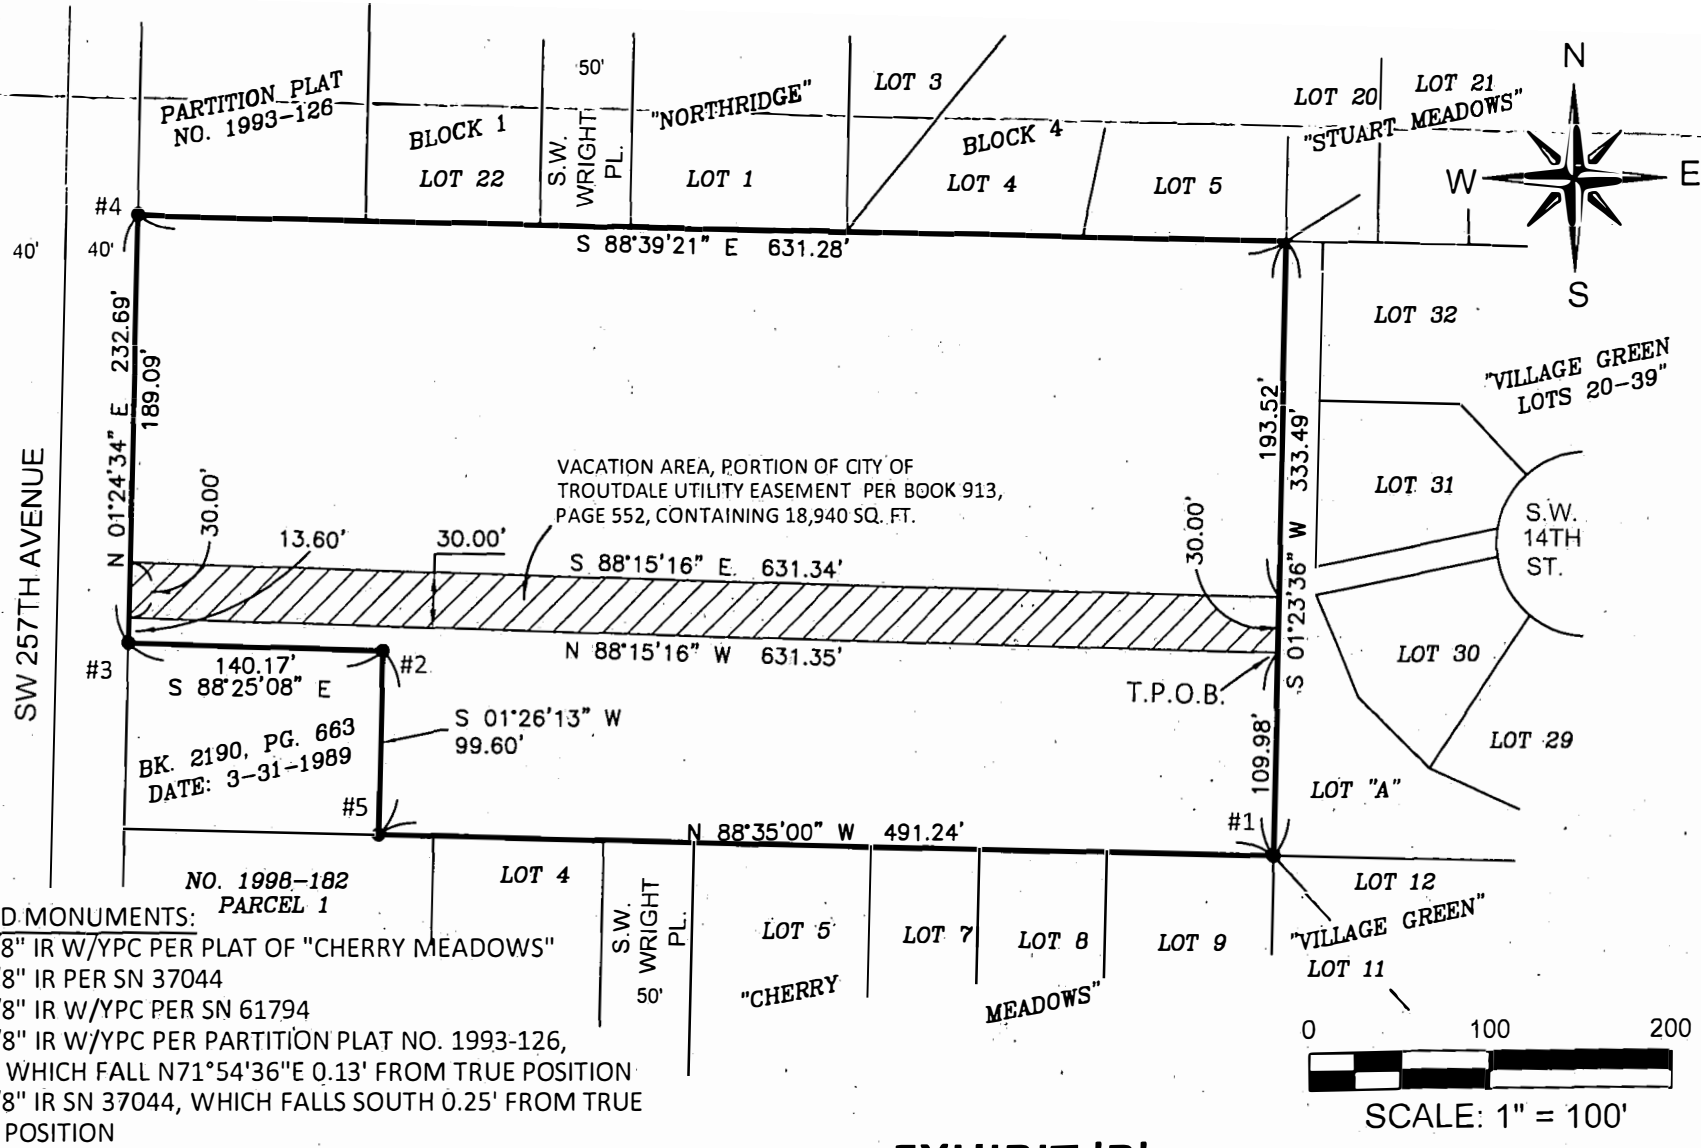 50'
LOT 3
LOT 20
LOT 21
"STUART MEADOWS"
N
W
E
S
PARTITION PLAT
NO. 1993-126
BLOCK 1
LOT 22
S.W.
WRIGHT
PL.
"NORTHRIDGE"
LOT 1
BLOCK 4
LOT 4
LOT 5
#4
40'
40'
S 88°39'21" E 631.28'
LOT 32
"VILLAGE GREEN
LOTS 20-39"
N 01°24'34" E 232.69'
189.09'
193.52'
S 01°23'36" W 333.49'
SW 257TH AVENUE
VACATION AREA, PORTION OF CITY OF
TROUTDALE UTILITY EASEMENT PER BOOK 913,
PAGE 552, CONTAINING 18,940 SQ. FT.
LOT 31
S.W.
14TH
ST.
30.00'
13.60'
30.00'
30.00'
S 88°15'16" E 631.34'
N 88°15'16" W 631.35'
LOT 30
#3
140.17'
S 88°25'08" E
#2
T.P.O.B.
S 01°26'13" W
99.60'
BK. 2190, PG. 663
DATE: 3-31-1989
109.98'
LOT 29
LOT "A"
#5
N 88°35'00" W 491.24'
#1
NO. 1998-182
PARCEL 1
LOT 4
S.W.
WRIGHT
PL.
50'
LOT 5
LOT 7
LOT 8
LOT 9
"CHERRY
MEADOWS"
LOT 12
"VILLAGE GREEN"
LOT 11
D MONUMENTS:
/8" IR W/YPC PER PLAT OF "CHERRY MEADOWS"
/8" IR PER SN 37044
/8" IR W/YPC PER SN 61794
/8" IR W/YPC PER PARTITION PLAT NO. 1993-126,
WHICH FALL N71°54'36"E 0.13' FROM TRUE POSITION
/8" IR SN 37044, WHICH FALLS SOUTH 0.25' FROM TRUE
POSITION
0 100 200
SCALE: 1" = 100'